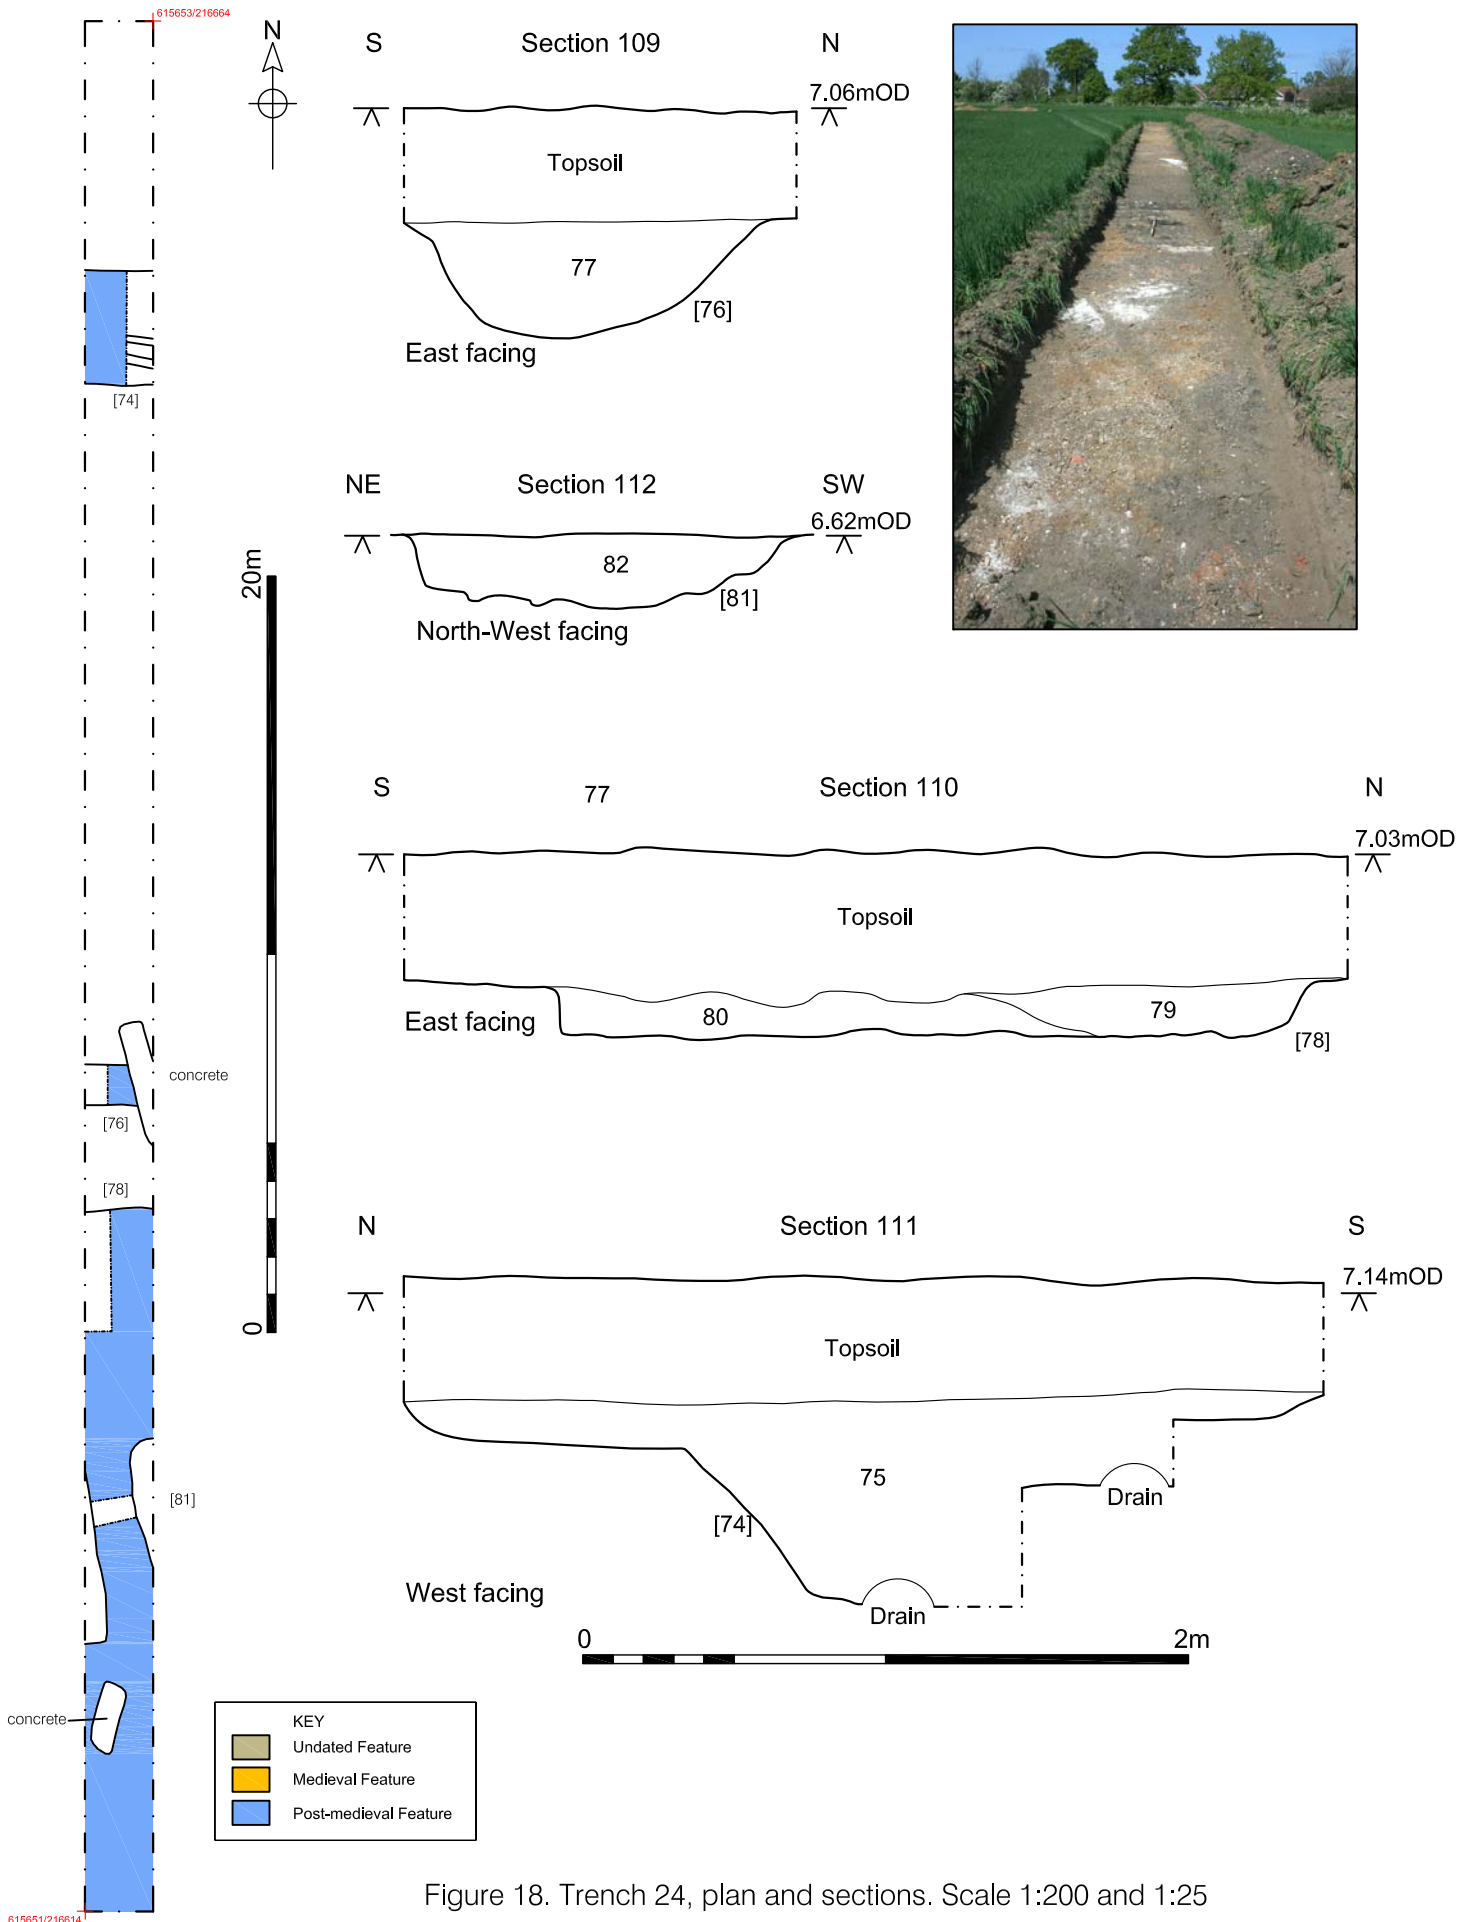 615653/216664
N
S Section 109 N
7.06mOD
Topsoil
77
[76]
East facing
[74]
NE Section 112 SW
6.62mOD
82
[81]
North-West facing
20m
0
S 77 Section 110 N
7.03mOD
Topsoil
80
79
East facing
[78]
concrete
[76]
[78]
N Section 111 S
7.14mOD
Topsoil
75
Drain
[74]
[81]
West facing
Drain
0 2m
concrete
KEY
Undated Feature
Medieval Feature
Post-medieval Feature
Figure 18. Trench 24, plan and sections. Scale 1:200 and 1:25
615651/216614